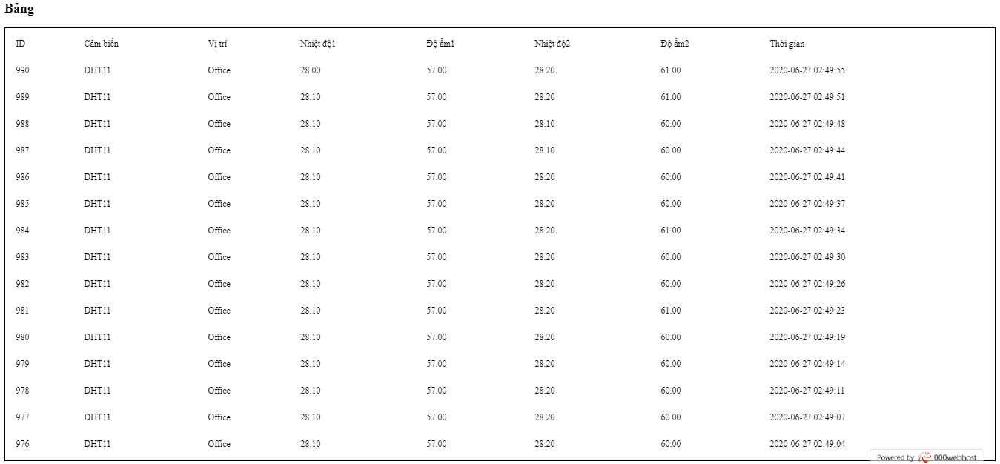 Bảng
ID Cảm biến Vị trí Nhiệt độ1 Độ ẩm1 Nhiệt độ2 Độ ẩm2 Thời gian
990 DHT11 Office 28.00 57.00 28.20 61.00 2020-06-27 02:49:55
989 DHT11 Office 28.10 57.00 28.20 61.00 2020-06-27 02:49:51
988 DHT11 Office 28.10 57.00 28.10 60.00 2020-06-27 02:49:48
987 DHT11 Office 28.10 57.00 28.10 60.00 2020-06-27 02:49:44
986 DHT11 Office 28.10 57.00 28.20 60.00 2020-06-27 02:49:41
985 DHT11 Office 28.10 57.00 28.20 60.00 2020-06-27 02:49:37
984 DHT11 Office 28.10 57.00 28.20 61.00 2020-06-27 02:49:34
983 DHT11 Office 28.10 57.00 28.20 60.00 2020-06-27 02:49:30
982 DHT11 Office 28.10 57.00 28.20 60.00 2020-06-27 02:49:26
981 DHT11 Office 28.10 57.00 28.20 61.00 2020-06-27 02:49:23
980 DHT11 Office 28.10 57.00 28.20 60.00 2020-06-27 02:49:19
979 DHT11 Office 28.10 57.00 28.20 60.00 2020-06-27 02:49:14
978 DHT11 Office 28.10 57.00 28.20 60.00 2020-06-27 02:49:11
977 DHT11 Office 28.10 57.00 28.20 60.00 2020-06-27 02:49:07
976 DHT11 Office 28.10 57.00 28.20 60.00 2020-06-27 02:49:04
Powered by 000webhost